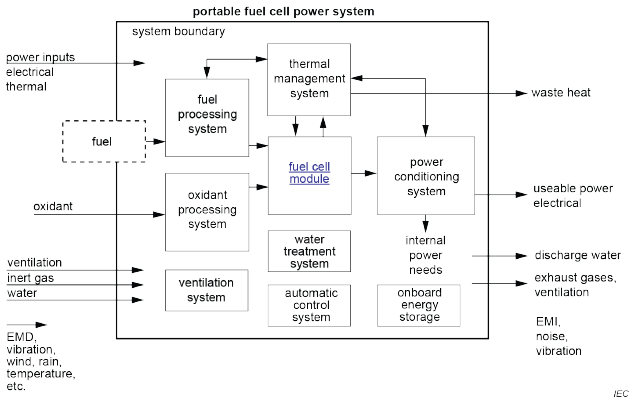 portable fuel cell power system
system boundary
power inputs
electrical
thermal
thermal
management
system
waste heat
fuel
processing
system
fuel
fuel cell
module
power
conditioning
system
useable power
electrical
oxidant
oxidant
processing
system
water
treatment
system
internal
power
needs
discharge water
ventilation
inert gas
water
ventilation
system
automatic
control
system
onboard
energy
storage
exhaust gases,
ventilation
EMD,
vibration,
wind, rain,
temperature,
etc.
EMI,
noise,
vibration
IEC